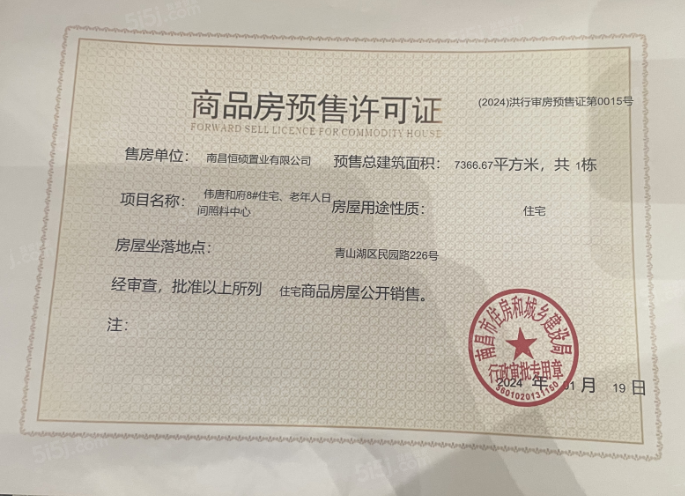 商品房预售许可证
(2024)洪行审房预售证第0015号
FORWARD SELL LICENCE FOR COMMODITY HOUSE
售房单位： 南昌恒硕置业有限公司 预售总建筑面积： 7366.67平方米，共 1栋
项目名称： 伟唐和府8#住宅、老年人日
间照料中心
房屋用途性质： 住宅
房屋坐落地点： 青山湖区民园路226号
经审查，批准以上所列 住宅商品房屋公开销售。
注：
南昌市住房和城乡建设局
行政审批专用章
2024 年 01 月 19 日